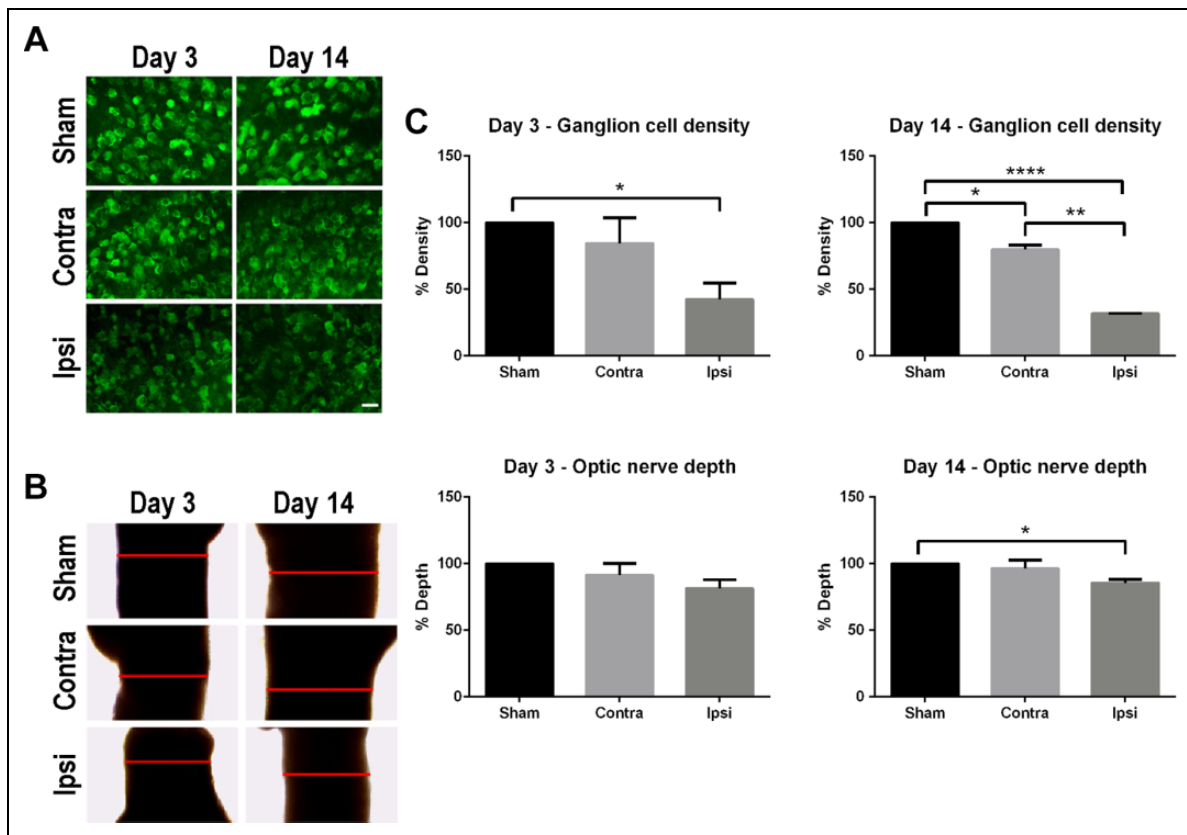 A
Day 3 Day 14
Sham
Contra
Ipsi
B
Day 3 Day 14
Sham
Contra
Ipsi
C
Day 3 - Ganglion cell density
% Density
150
100
50
0
*
Sham Contra Ipsi
Day 14 - Ganglion cell density
% Density
150
100
50
0
****
* **
Sham Contra Ipsi
Day 3 - Optic nerve depth
% Depth
150
100
50
0
Sham Contra Ipsi
Day 14 - Optic nerve depth
% Depth
150
100
50
0
*
Sham Contra Ipsi